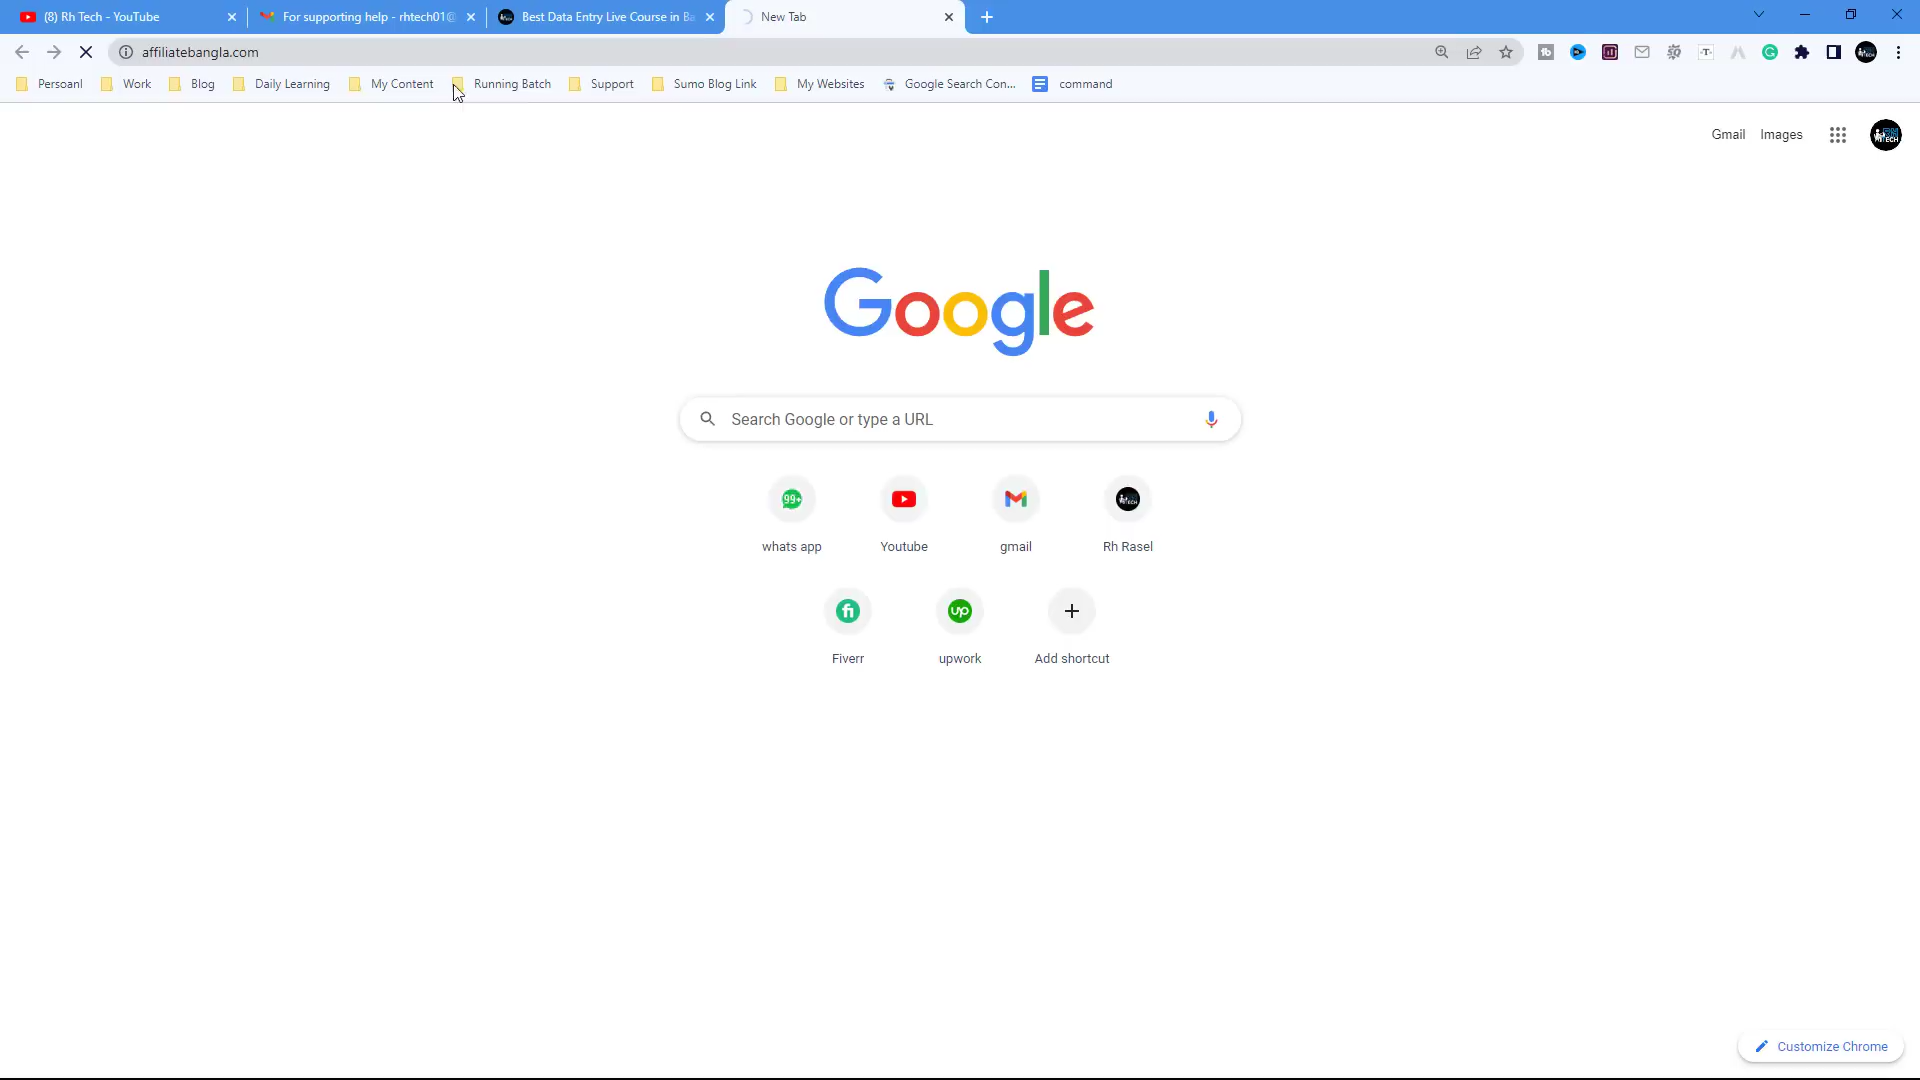 (8) Rh Tech - YouTube
For supporting help - rhtech01@
Best Data Entry Live Course in Ba
New Tab
affiliatebangla.com
Persoanl
Work
Blog
Daily Learning
My Content
Running Batch
Support
Sumo Blog Link
My Websites
Google Search Con...
command
Gmail
Images
Google
Search Google or type a URL
99+
whats app
Youtube
gmail
Rh Rasel
fi
up
Fiverr
upwork
Add shortcut
Customize Chrome